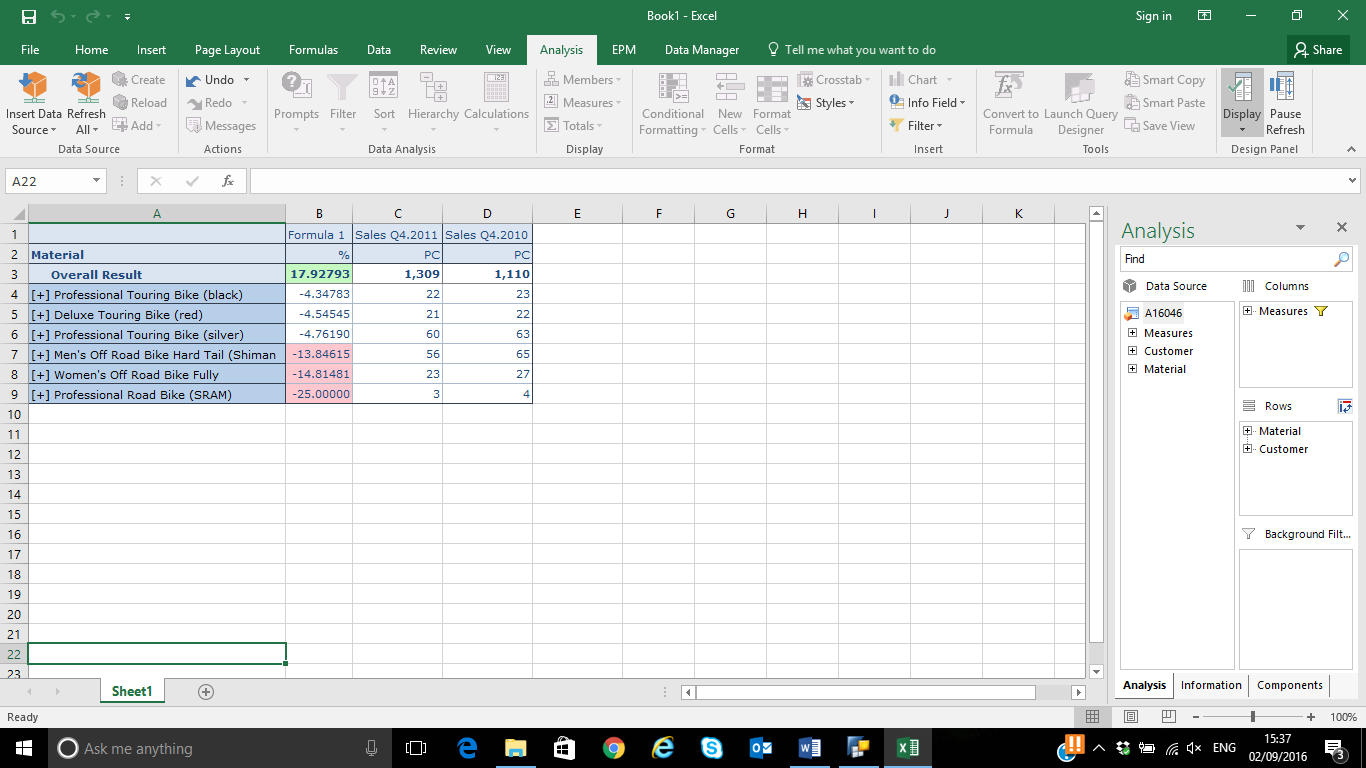 Book1 - Excel
Sign in
File Home Insert Page Layout Formulas Data Review View Analysis EPM Data Manager Tell me what you want to do Share
Insert Data Source
Refresh All
Create
Reload
Add
Data Source
Undo
Redo
Messages
Actions
Prompts
Filter
Sort
Hierarchy
Calculations
Data Analysis
Members
Measures
Totals
Display
Conditional Formatting
New Cells
Format Cells
Crosstab
Styles
Format
Chart
Info Field
Filter
Insert
Convert to Formula
Launch Query Designer
Smart Copy
Smart Paste
Save View
Tools
Display
Pause Refresh
Design Panel
A22
fx
A B C D E F G H I J K
1 Formula 1 Sales Q4.2011 Sales Q4.2010
2 Material % PC PC
3 Overall Result 17.92793 1,309 1,110
4 [+] Professional Touring Bike (black) -4.34783 22 23
5 [+] Deluxe Touring Bike (red) -4.54545 21 22
6 [+] Professional Touring Bike (silver) -4.76190 60 63
7 [+] Men's Off Road Bike Hard Tail (Shiman -13.84615 56 65
8 [+] Women's Off Road Bike Fully -14.81481 23 27
9 [+] Professional Road Bike (SRAM) -25.00000 3 4
10
11
12
13
14
15
16
17
18
19
20
21
22
23
Analysis
Find
Data Source
A16046
Measures
Customer
Material
Columns
Measures
Rows
Material
Customer
Background Filt...
Analysis Information Components
Sheet1
Ready
100%
Ask me anything
ENG
15:37
02/09/2016
3